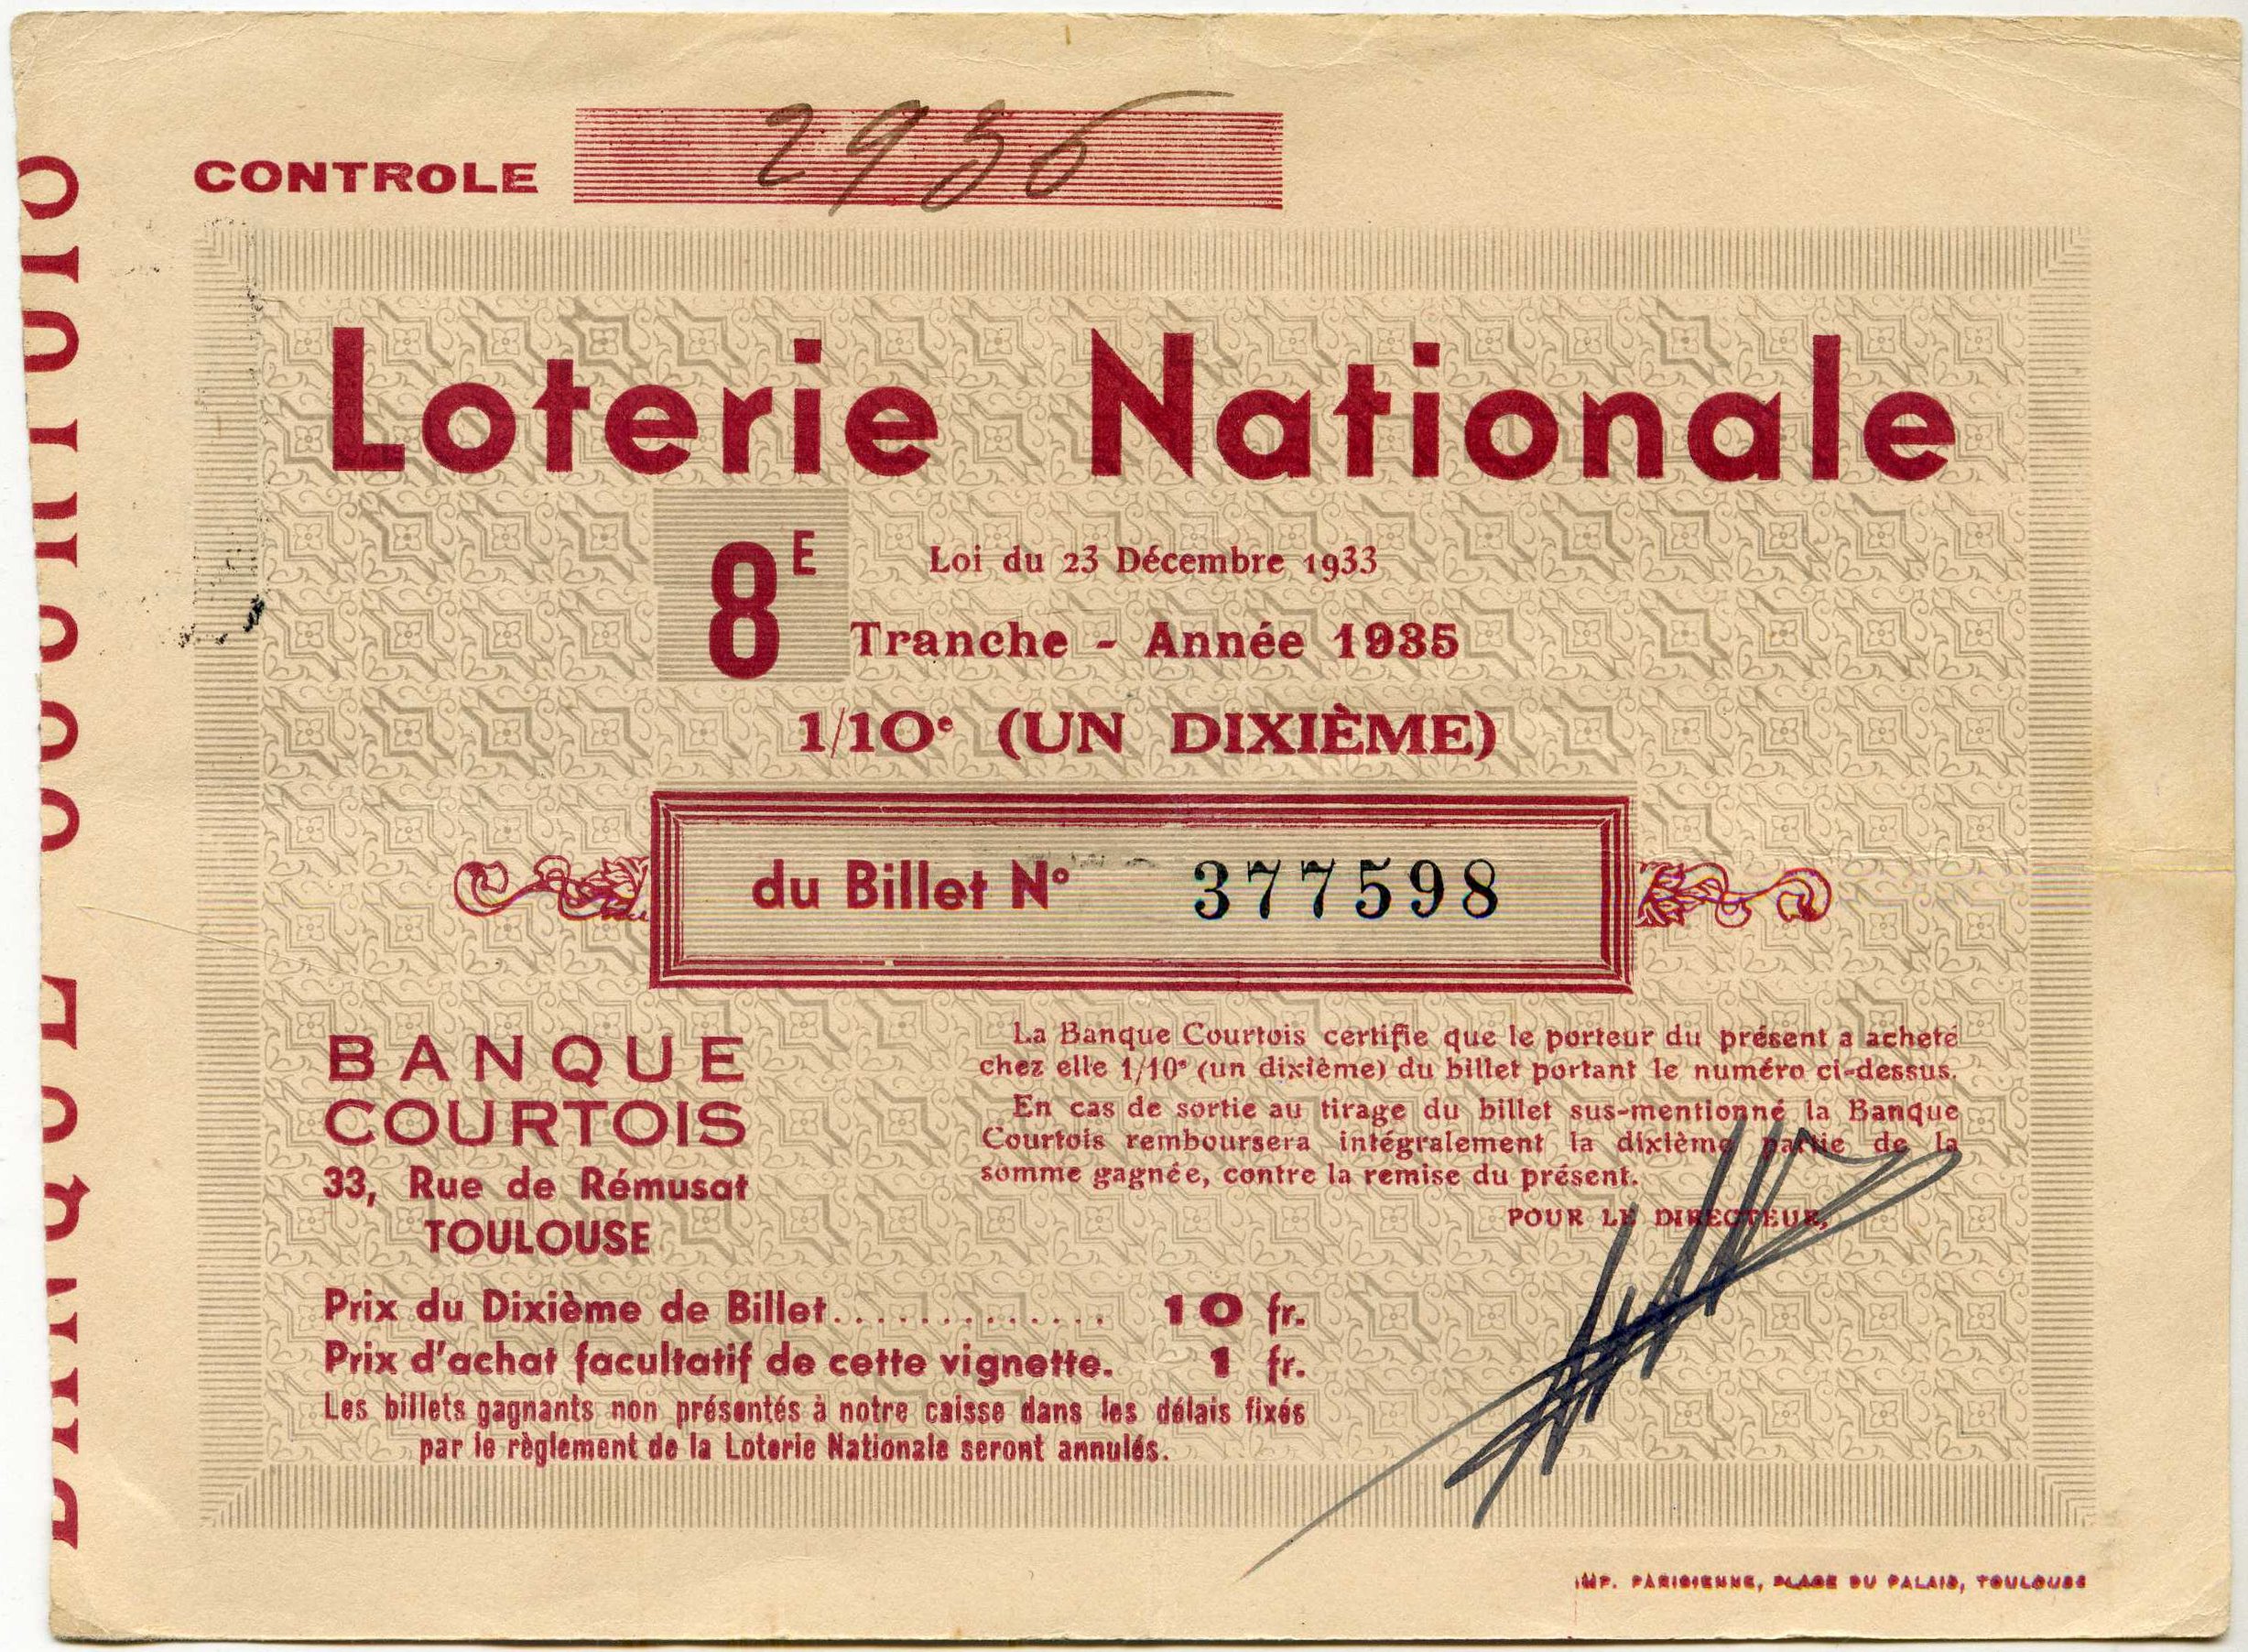 CONTROLE 2936
Loterie Nationale
8E
Loi du 23 Décembre 1933
Tranche - Année 1935
1/10e (UN DIXIÈME)
du Billet No 377598
BANQUE
COURTOIS
33, Rue de Rémusat
TOULOUSE
La Banque Courtois certifie que le porteur du présent a acheté
chez elle 1/10e (un dixième) du billet portant le numéro ci-dessus.
En cas de sortie au tirage du billet sus-mentionné la Banque
Courtois remboursera intégralement la dixième partie de la
somme gagnée, contre la remise du présent.
POUR LE DIRECTEUR,
Prix du Dixième de Billet............. 10 fr.
Prix d'achat facultatif de cette vignette. 1 fr.
Les billets gagnants non présentés à notre caisse dans les délais fixés
par le règlement de la Loterie Nationale seront annulés.
IMP. PARISIENNE, PLACE DU PALAIS, TOULOUSE
BANQUE COURTOIS